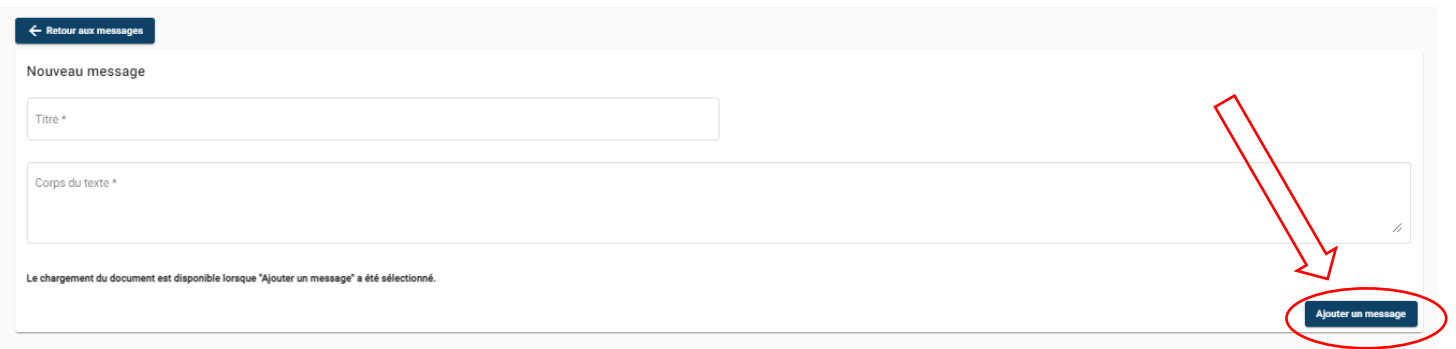 Retour aux messages
Nouveau message
Titre *
Corps du texte *
Le chargement du document est disponible lorsque "Ajouter un message" a été sélectionné.
Ajouter un message